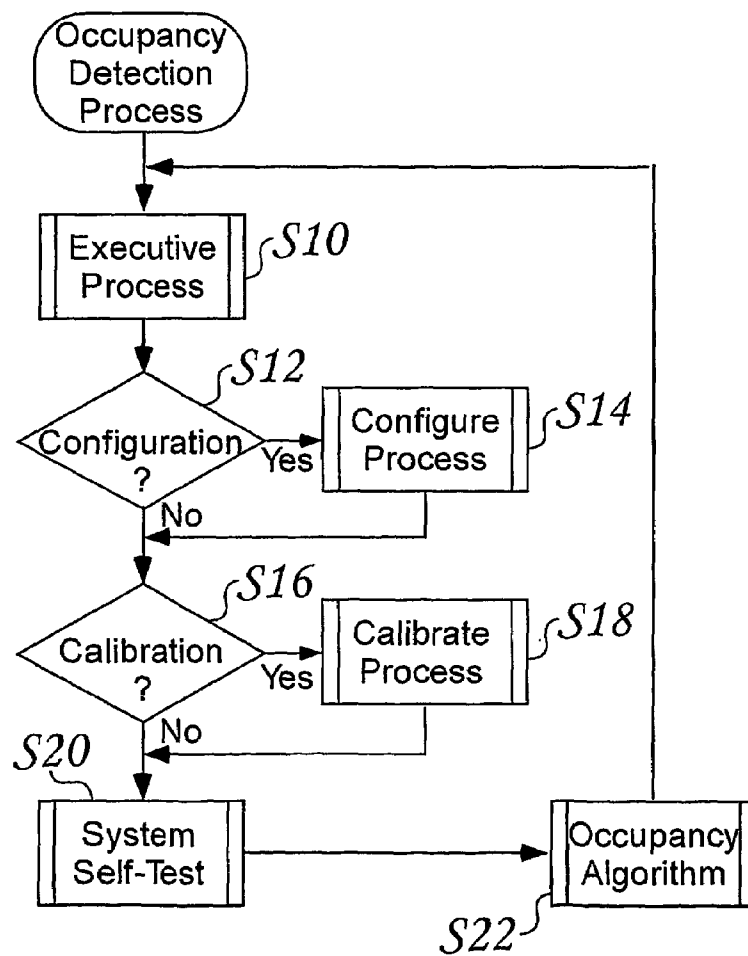 Occupancy
Detection
Process
Executive
Process
S10
S12
Configuration
?
Yes
Configure
Process
S14
No
S16
Calibration
?
Yes
Calibrate
Process
S18
No
S20
System
Self-Test
Occupancy
Algorithm
S22